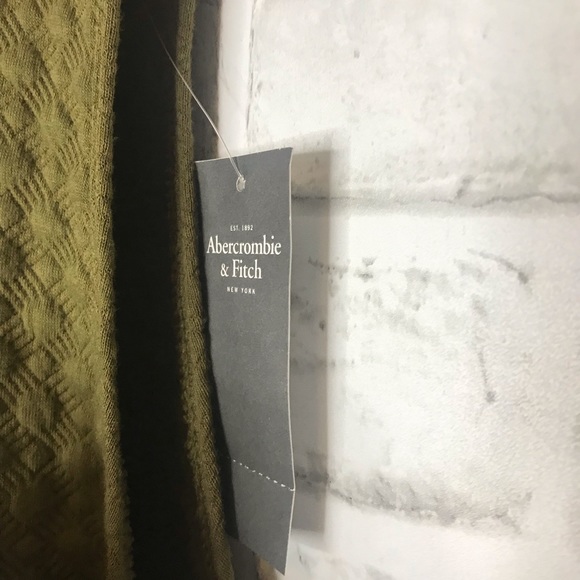 EST. 1892
Abercrombie
& Fitch
NEW YORK